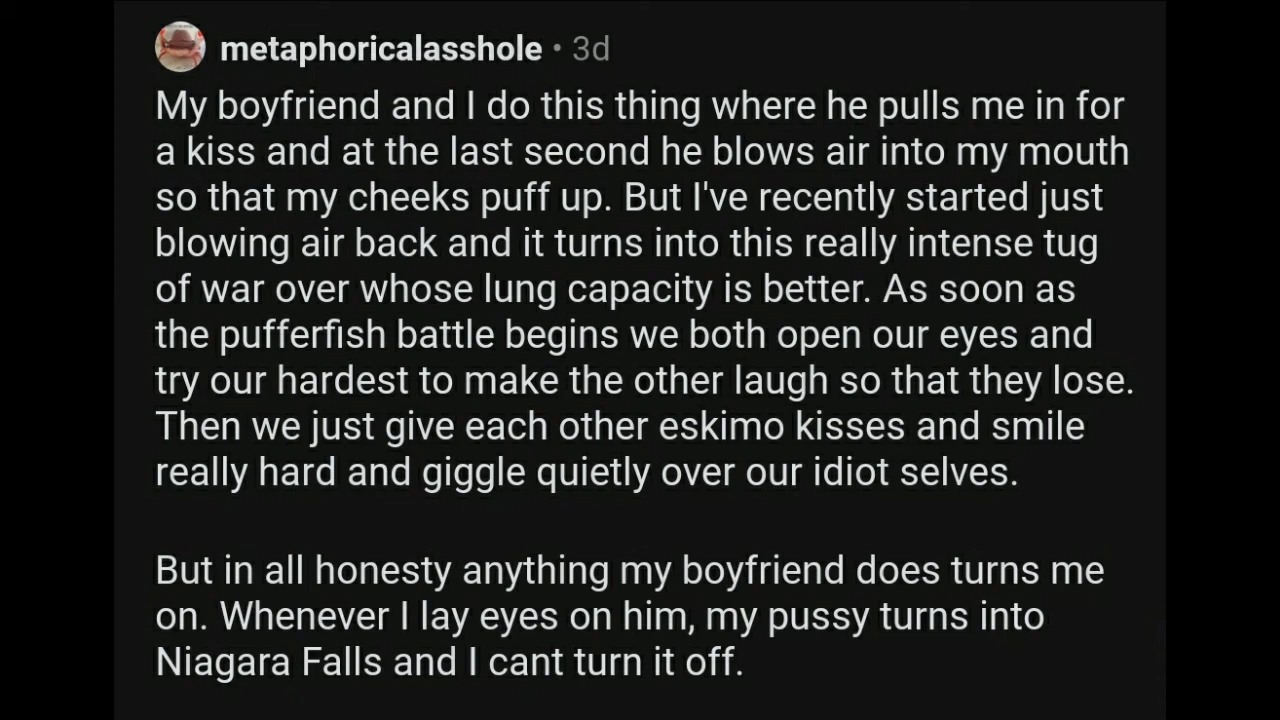 metaphoricalasshole • 3d
My boyfriend and I do this thing where he pulls me in for
a kiss and at the last second he blows air into my mouth
so that my cheeks puff up. But I've recently started just
blowing air back and it turns into this really intense tug
of war over whose lung capacity is better. As soon as
the pufferfish battle begins we both open our eyes and
try our hardest to make the other laugh so that they lose.
Then we just give each other eskimo kisses and smile
really hard and giggle quietly over our idiot selves.
But in all honesty anything my boyfriend does turns me
on. Whenever I lay eyes on him, my pussy turns into
Niagara Falls and I cant turn it off.